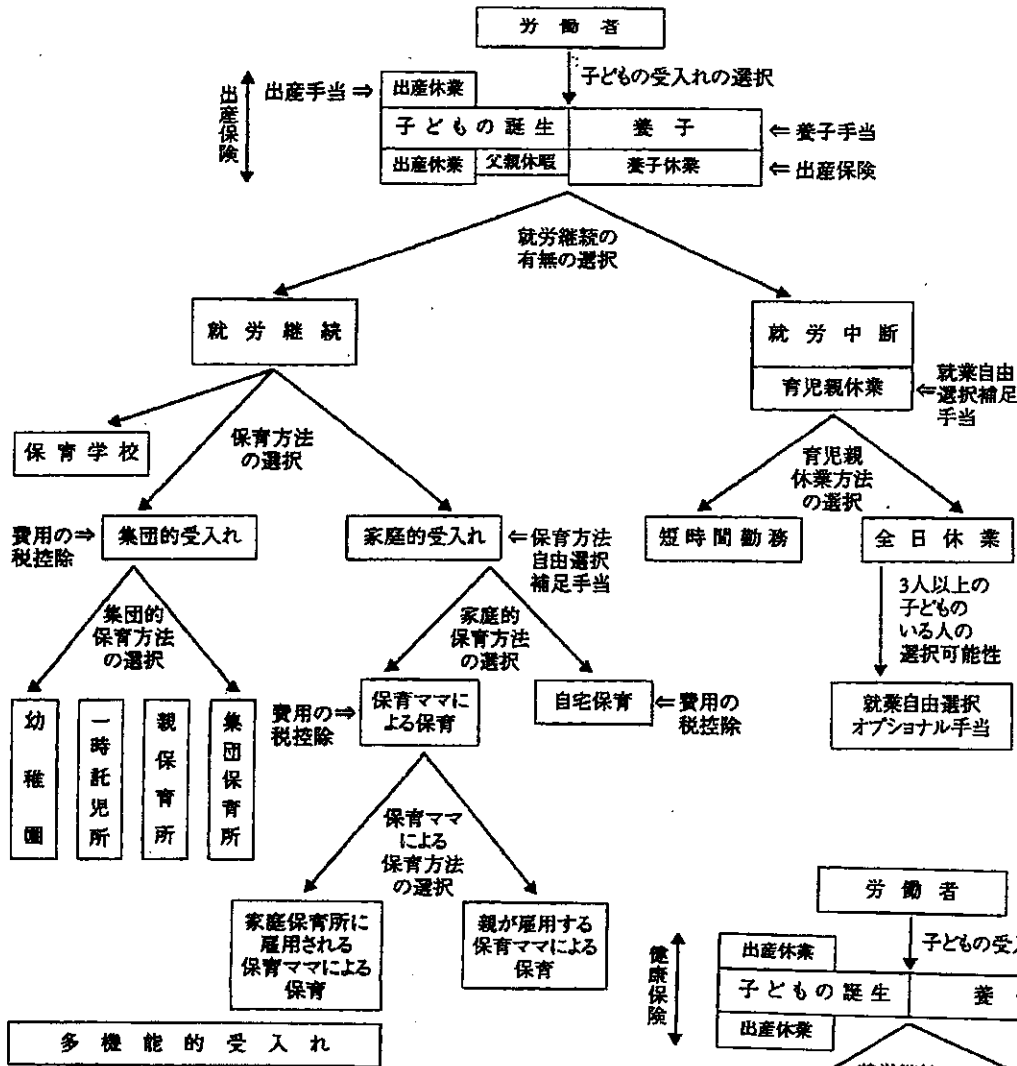 労働者
子どもの受入れの選択
出産保険
出産手当⇒
出産休業
子どもの誕生
養子
⇐養子手当
出産休業
父親休暇
養子休業
⇐出産保険
就労継続の
有無の選択
就労継続
就労中断
育児親休業
⇐就業自由
選択補足
手当
保育学校
保育方法
の選択
育児親
休業方法
の選択
費用の⇒
税控除
集団的受入れ
家庭的受入れ
⇐保育方法
自由選択
補足手当
短時間勤務
全日休業
集団的
保育方法
の選択
家庭的
保育方法
の選択
3人以上の
子どもの
いる人の
選択可能性
幼稚園
一時託児所
親保育所
集団保育所
費用の⇒
税控除
保育ママに
よる保育
自宅保育
⇐費用の
税控除
就業自由選択
オプショナル手当
保育ママ
による
保育方法
の選択
家庭保育所に
雇用される
保育ママによる
保育
親が雇用する
保育ママによる
保育
多機能的受入れ
労働者
子どもの受
健康保険
出産休業
子どもの誕生
養
出産休業